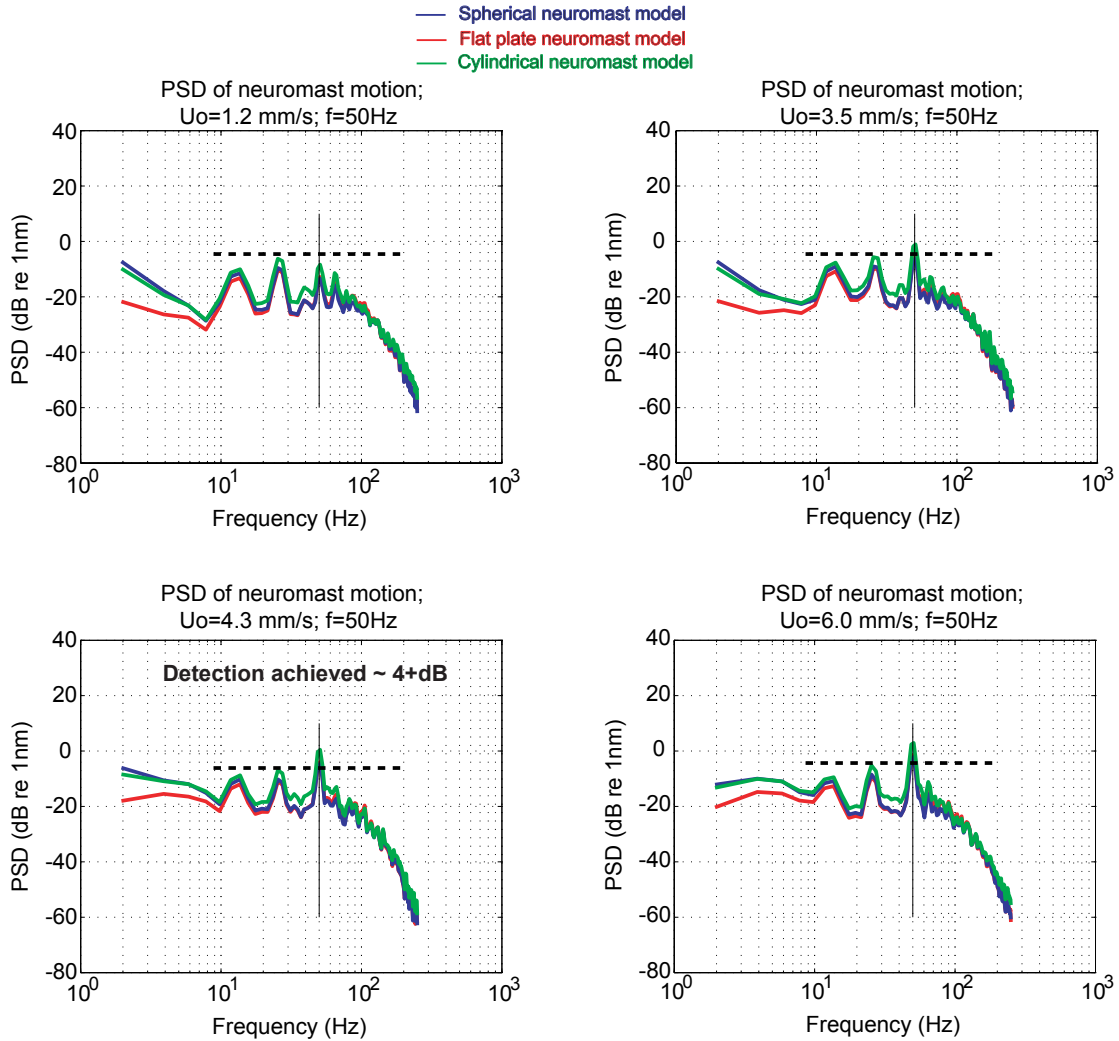 Spherical neuromast model
Flat plate neuromast model
Cylindrical neuromast model
PSD of neuromast motion;
Uo=1.2 mm/s; f=50Hz
40
20
0
-20
-40
-60
-80
PSD (dB re 1nm)
10^0
10^1
10^2
10^3
Frequency (Hz)
PSD of neuromast motion;
Uo=3.5 mm/s; f=50Hz
40
20
0
-20
-40
-60
-80
PSD (dB re 1nm)
10^0
10^1
10^2
10^3
Frequency (Hz)
PSD of neuromast motion;
Uo=4.3 mm/s; f=50Hz
Detection achieved ~ 4+dB
40
20
0
-20
-40
-60
-80
PSD (dB re 1nm)
10^0
10^1
10^2
10^3
Frequency (Hz)
PSD of neuromast motion;
Uo=6.0 mm/s; f=50Hz
40
20
0
-20
-40
-60
-80
PSD (dB re 1nm)
10^0
10^1
10^2
10^3
Frequency (Hz)